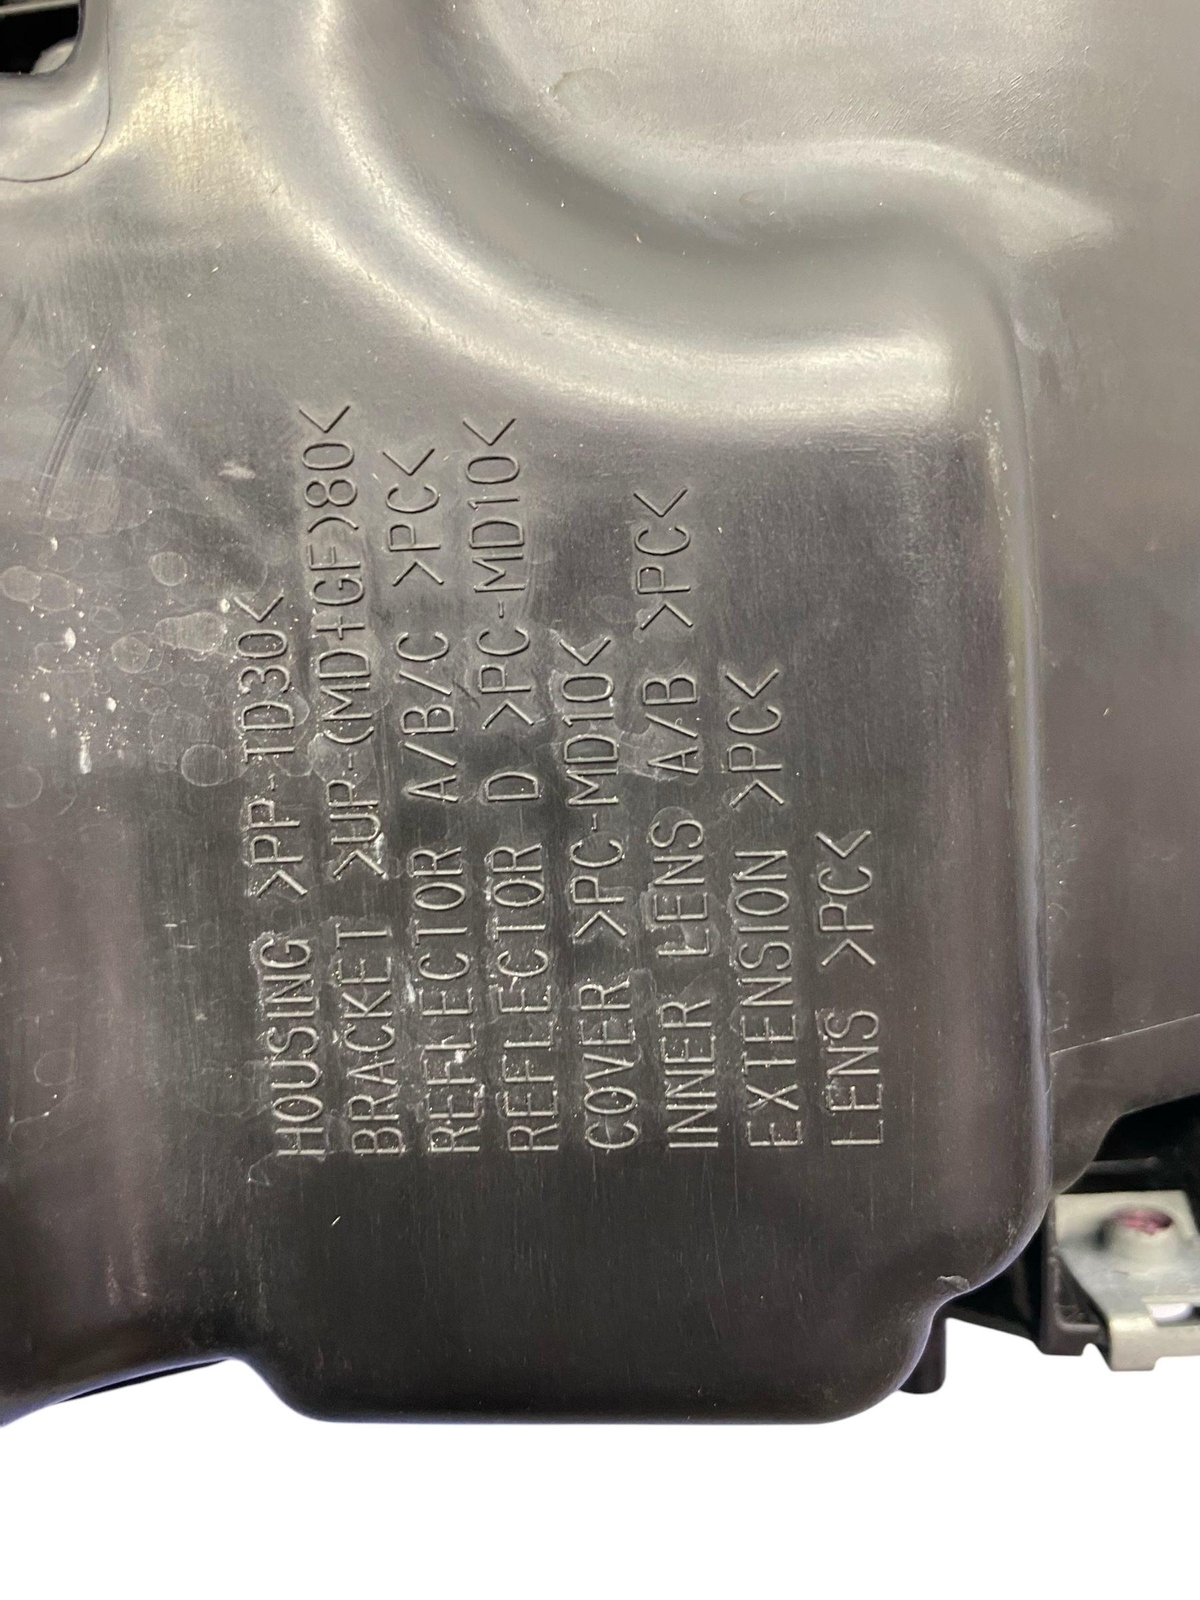 HOUSING >PP-TD30<
BRACKET >UP-(MD+GF)80<
REFLECTOR A/B/C >PC<
REFLECTOR D >PC-MD10<
COVER >PC-MD10<
INNER LENS A/B >PC<
EXTENSION >PC<
LENS >PC<